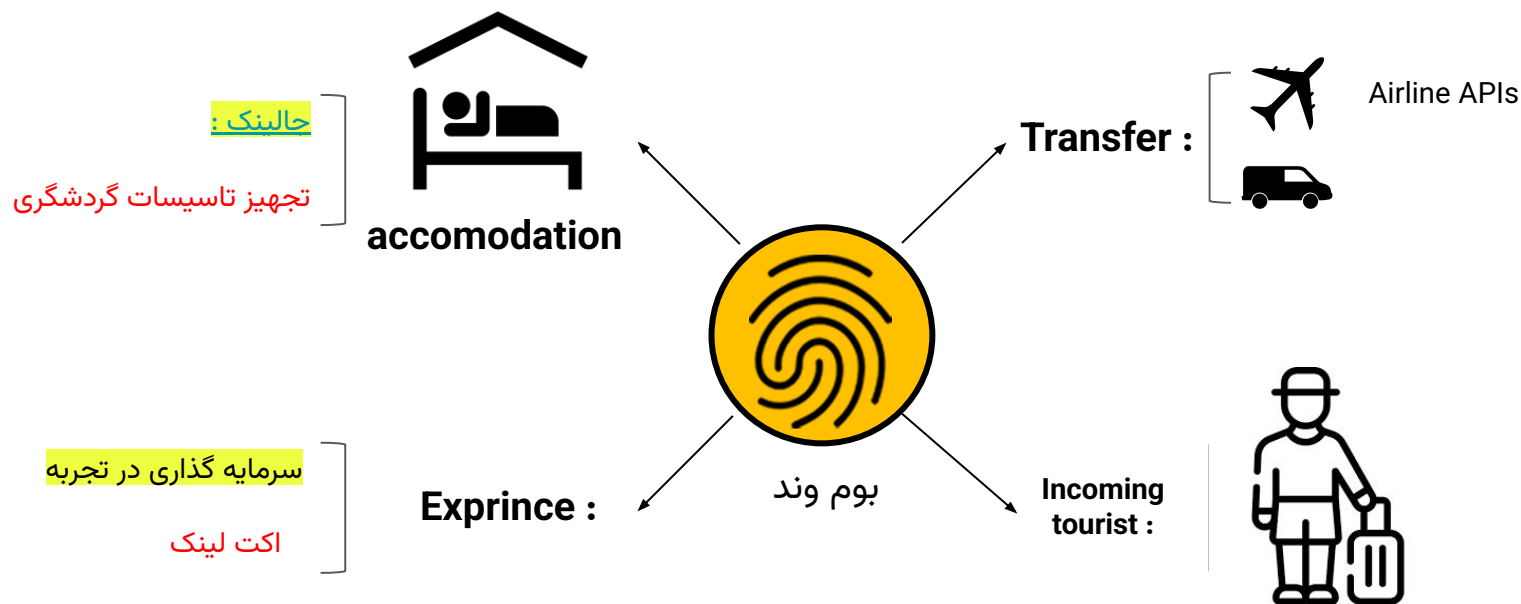 جالینک :
تجهیز تاسیسات گردشگری
accomodation
Transfer :
Airline APIs
بوم وند
سرمایه گذاری در تجربه
اکت لینک
Exprince :
Incoming
tourist :